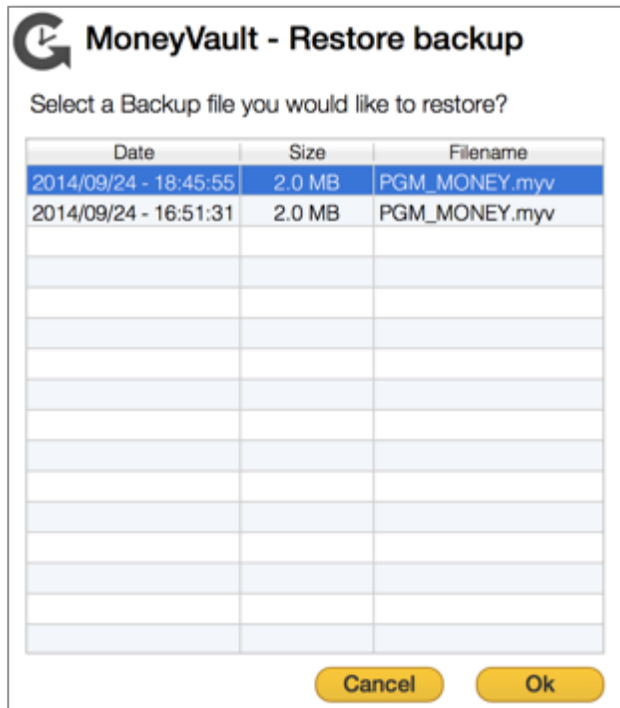 MoneyVault - Restore backup
Select a Backup file you would like to restore?
Date Size Filename
2014/09/24 - 18:45:55 2.0 MB PGM_MONEY.myv
2014/09/24 - 16:51:31 2.0 MB PGM_MONEY.myv
Cancel Ok